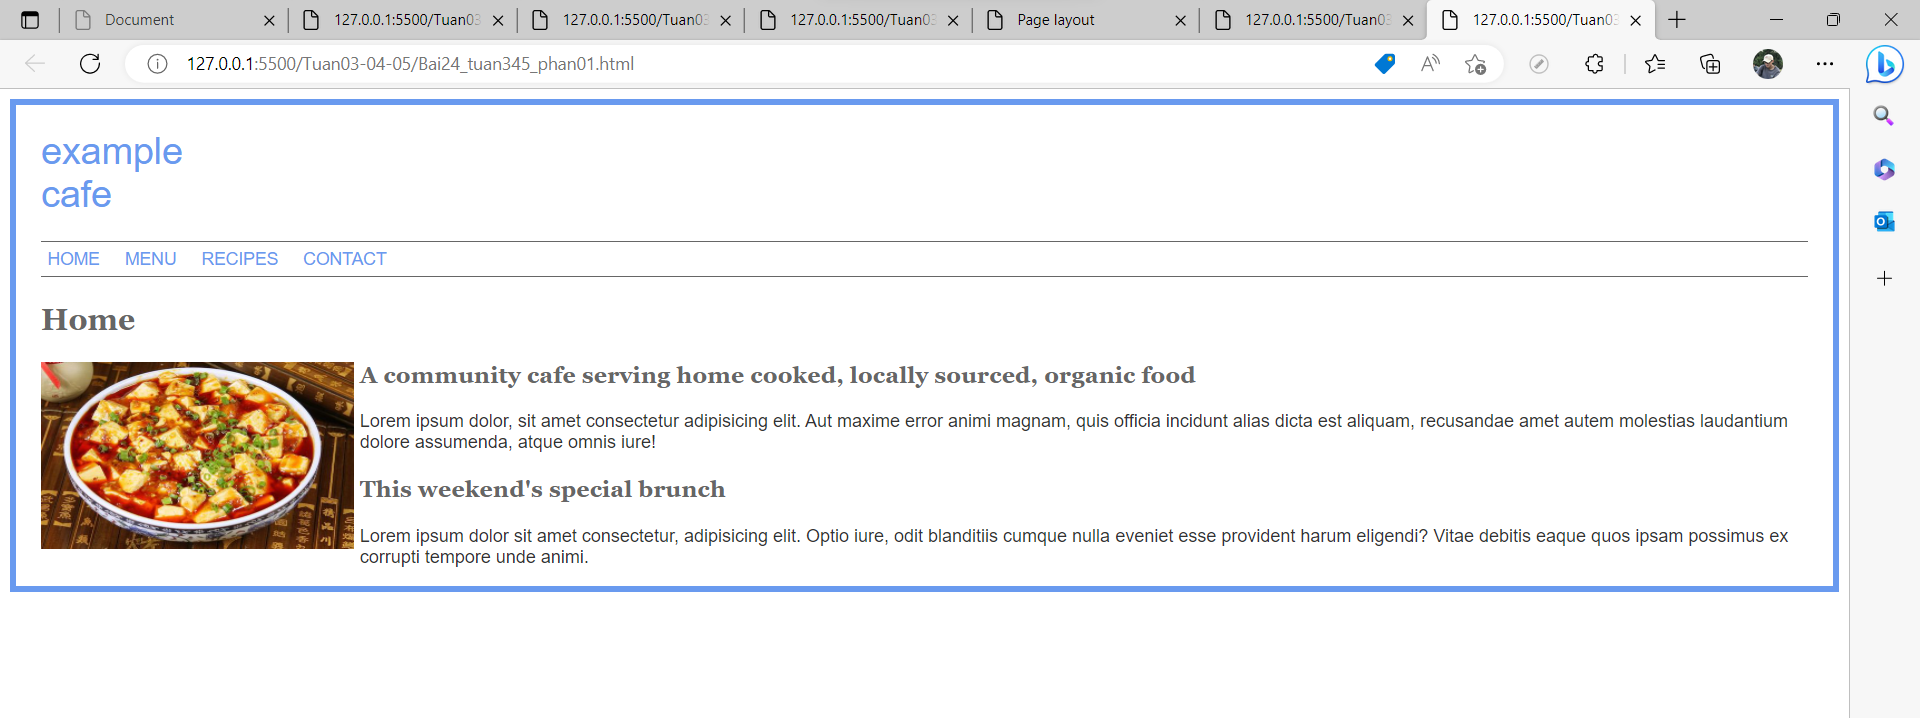 Document
127.0.0.1:5500/Tuan03
127.0.0.1:5500/Tuan03
127.0.0.1:5500/Tuan03
Page layout
127.0.0.1:5500/Tuan03
127.0.0.1:5500/Tuan03
127.0.0.1:5500/Tuan03-04-05/Bai24_tuan345_phan01.html
example
cafe
HOME MENU RECIPES CONTACT
Home
A community cafe serving home cooked, locally sourced, organic food
Lorem ipsum dolor, sit amet consectetur adipisicing elit. Aut maxime error animi magnam, quis officia incidunt alias dicta est aliquam, recusandae amet autem molestias laudantium
dolore assumenda, atque omnis iure!
This weekend's special brunch
Lorem ipsum dolor sit amet consectetur, adipisicing elit. Optio iure, odit blanditiis cumque nulla eveniet esse provident harum eligendi? Vitae debitis eaque quos ipsam possimus ex
corrupti tempore unde animi.